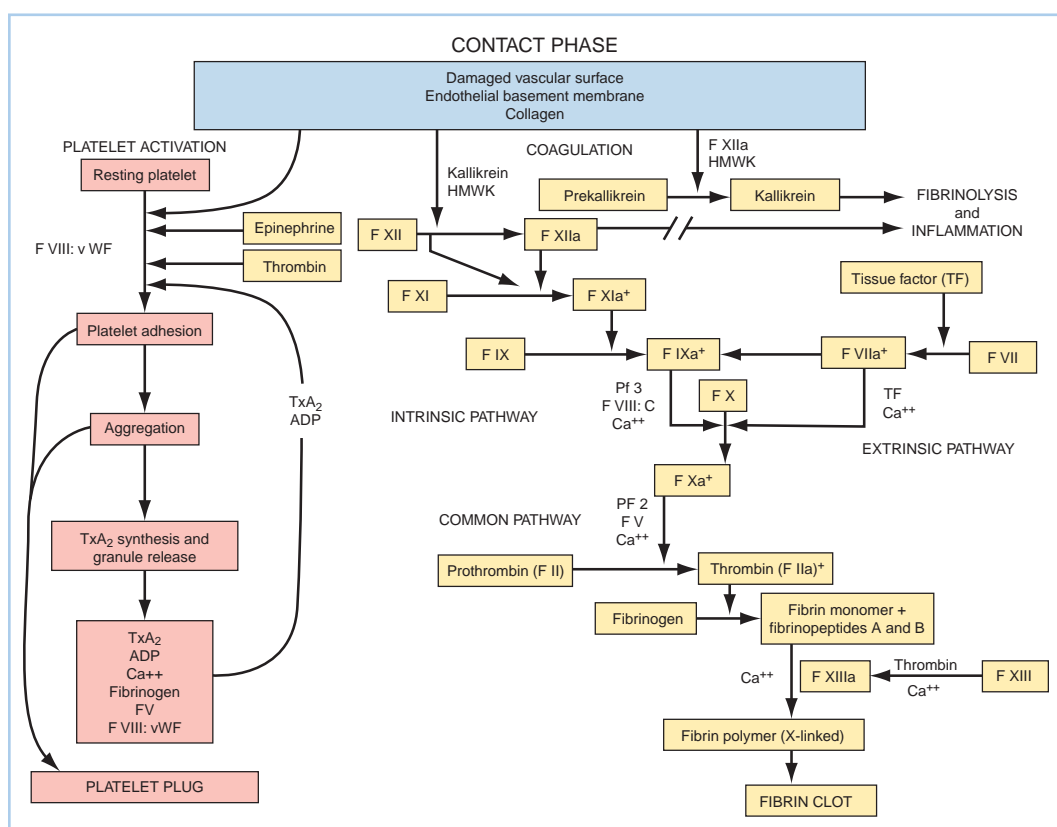 CONTACT PHASE
Damaged vascular surface
Endothelial basement membrane
Collagen
PLATELET ACTIVATION
Resting platelet
F VIII: v WF
Epinephrine
Thrombin
Platelet adhesion
Aggregation
TxA₂
ADP
TxA₂ synthesis and
granule release
TxA₂
ADP
Ca++
Fibrinogen
FV
F VIII: vWF
PLATELET PLUG
COAGULATION
Kallikrein
HMWK
F XIIa
HMWK
Prekallikrein
Kallikrein
FIBRINOLYSIS
and
INFLAMMATION
F XII
F XIIa
F XI
F XIa⁺
Tissue factor (TF)
F IX
F IXa⁺
F VIIa⁺
F VII
Pf 3
F VIII: C
Ca⁺⁺
F X
TF
Ca⁺⁺
INTRINSIC PATHWAY
EXTRINSIC PATHWAY
F Xa⁺
PF 2
F V
Ca⁺⁺
COMMON PATHWAY
Prothrombin (F II)
Thrombin (F IIa)⁺
Fibrinogen
Fibrin monomer +
fibrinopeptides A and B
Ca⁺⁺
F XIIIa
Thrombin
Ca⁺⁺
F XIII
Fibrin polymer (X-linked)
FIBRIN CLOT